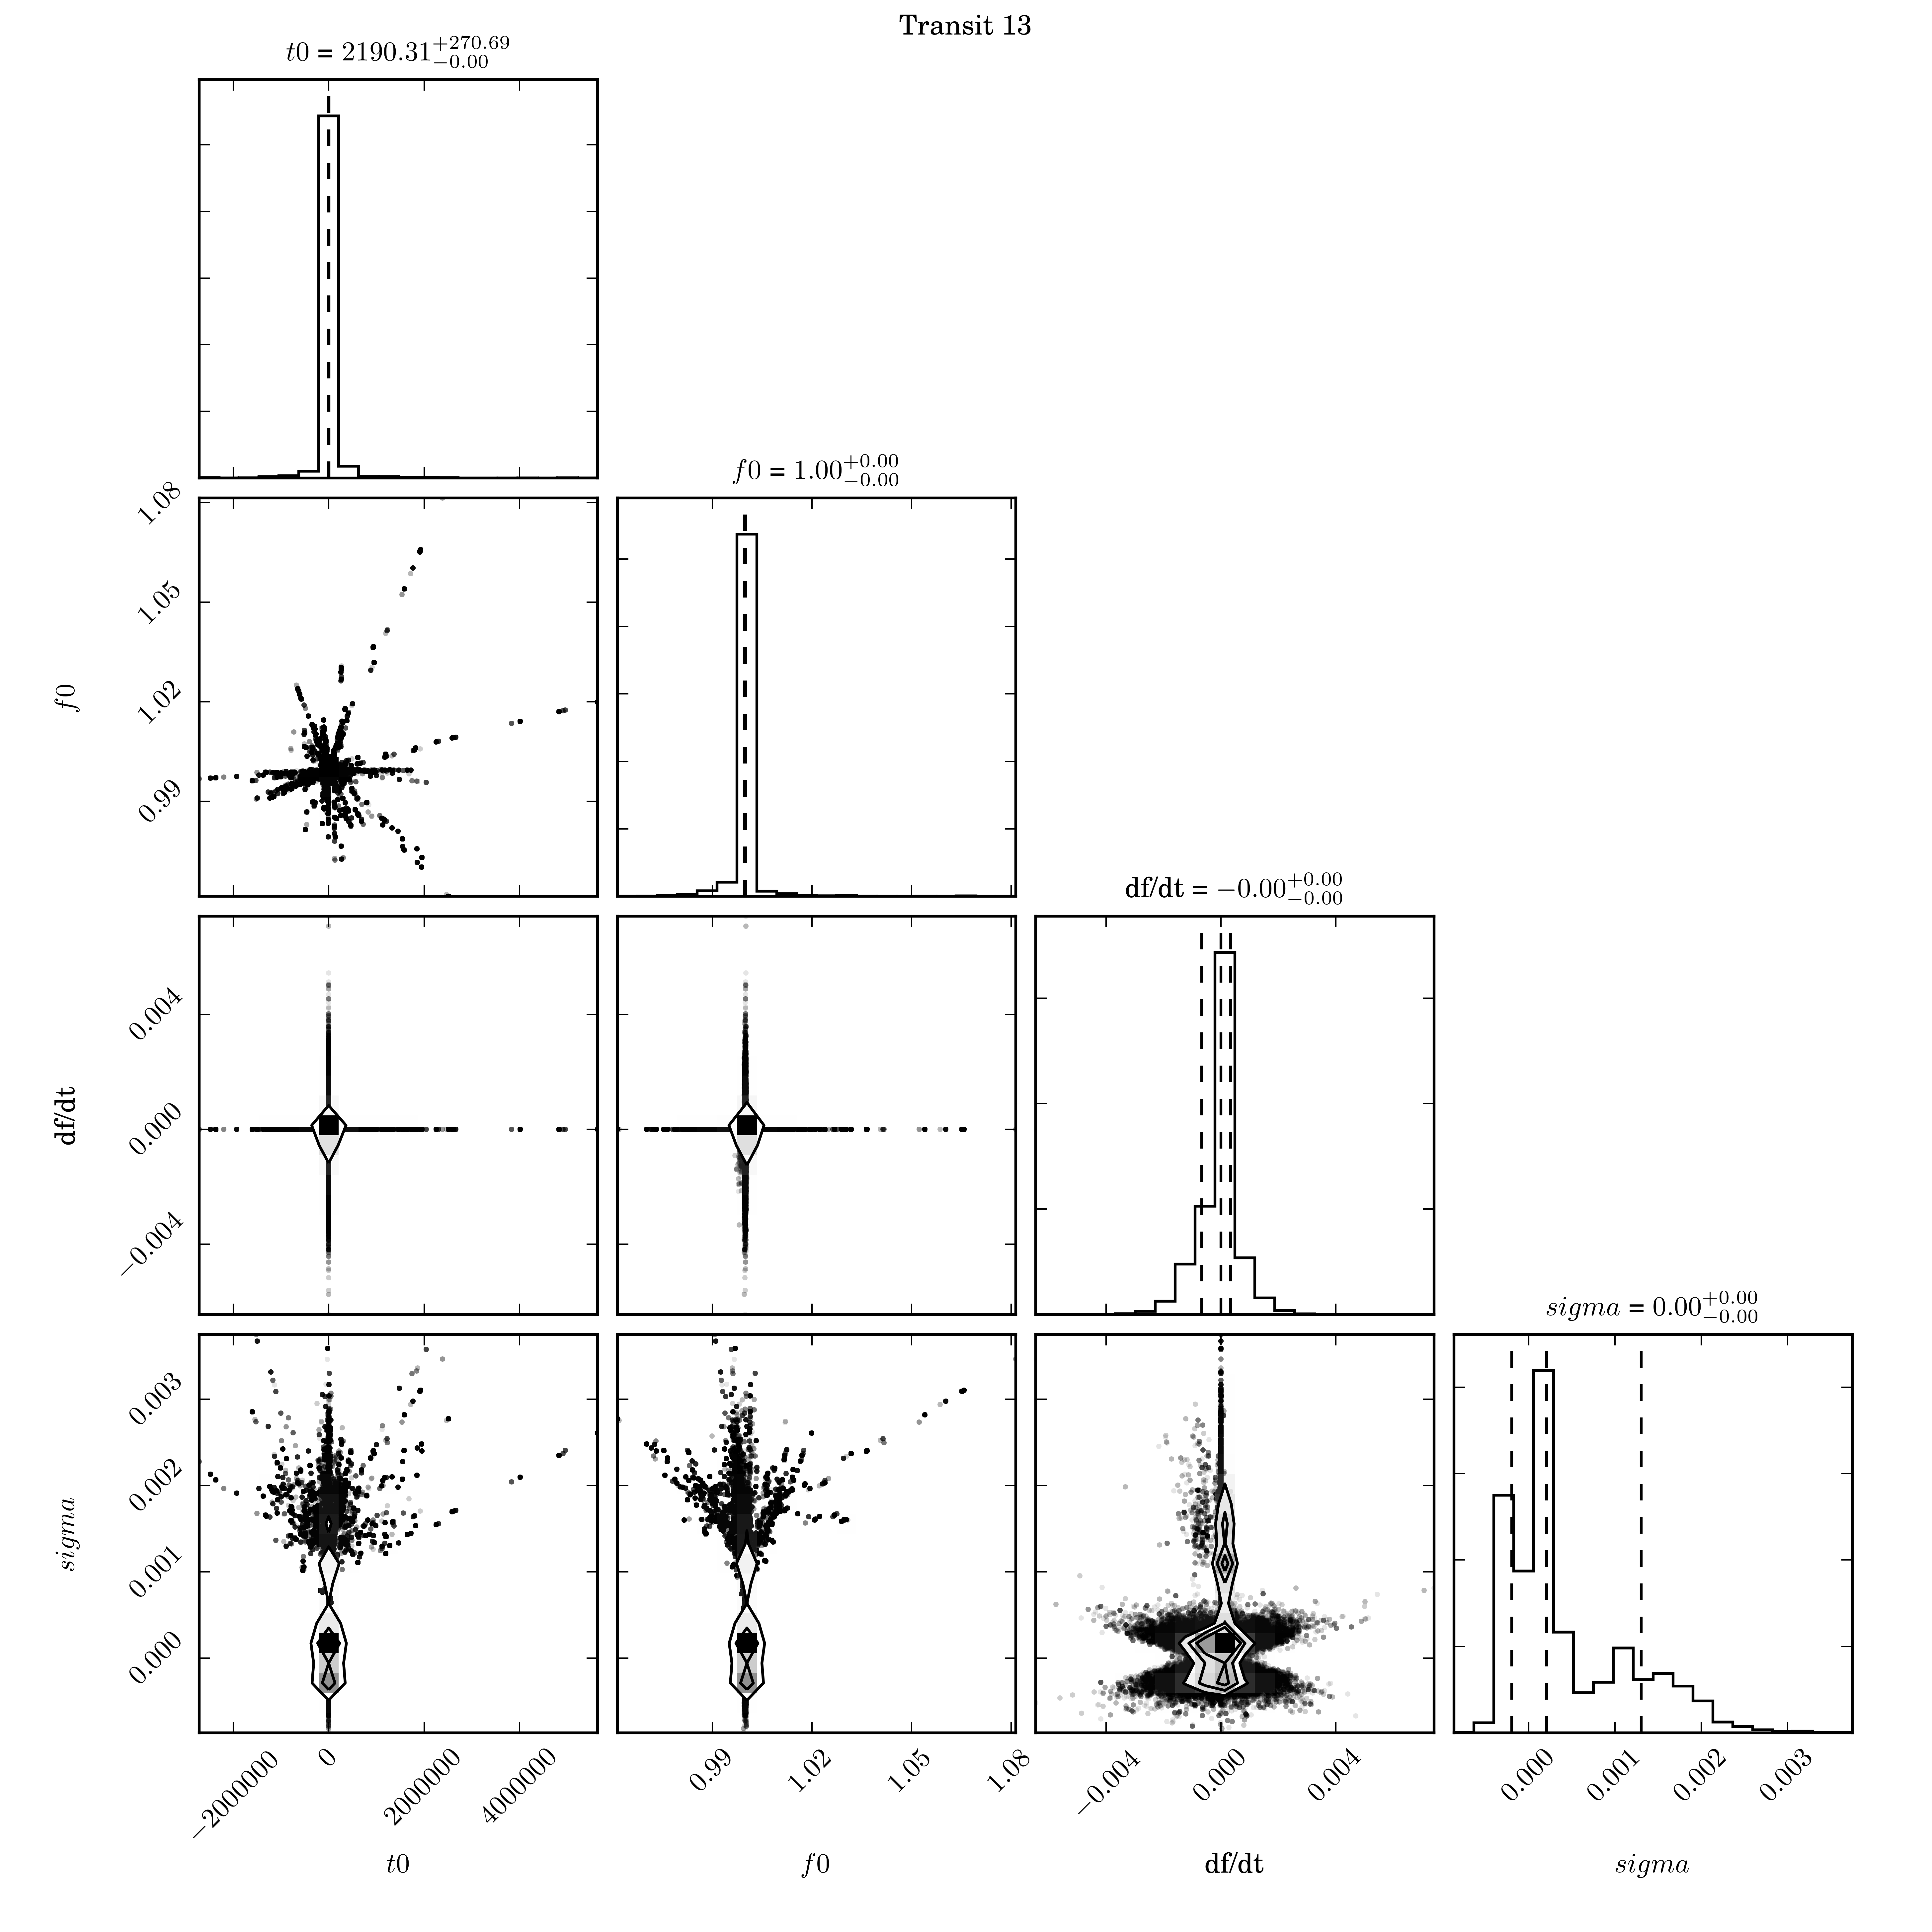 Transit 13
t0 = 2190.31+270.69−0.00
f0 = 1.00+0.00−0.00
1.08
1.05
1.02
0.99
f0
df/dt = −0.00+0.00−0.00
0.004
0.000
−0.004
df/dt
sigma = 0.00+0.00−0.00
0.003
0.002
0.001
0.000
sigma
−2000000 0 2000000 4000000 0.99 1.02 1.05 1.08 −0.004 0.000 0.004 0.000 0.001 0.002 0.003
t0 f0 df/dt sigma